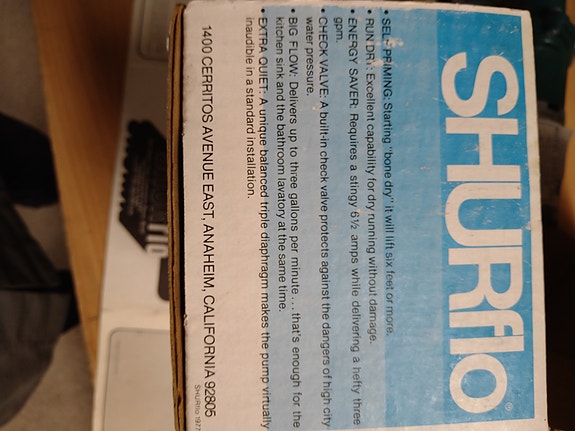 SHURflo®
• SELF PRIMING: Starting "bone dry" it will lift six feet or more.
• RUN DRY: Excellent capability for dry running without damage.
• ENERGY SAVER: Requires a stingy 6½ amps while delivering a hefty three
gpm.
• CHECK VALVE: A built-in check valve protects against the dangers of high city
water pressure.
• BIG FLOW: Delivers up to three gallons per minute. . . that's enough for the
kitchen sink and the bathroom lavatory at the same time.
• EXTRA QUIET: A unique balanced triple diaphragm makes the pump virtually
inaudible in a standard installation.
1400 CERRITOS AVENUE EAST, ANAHEIM, CALIFORNIA 92805
SHURflo 197